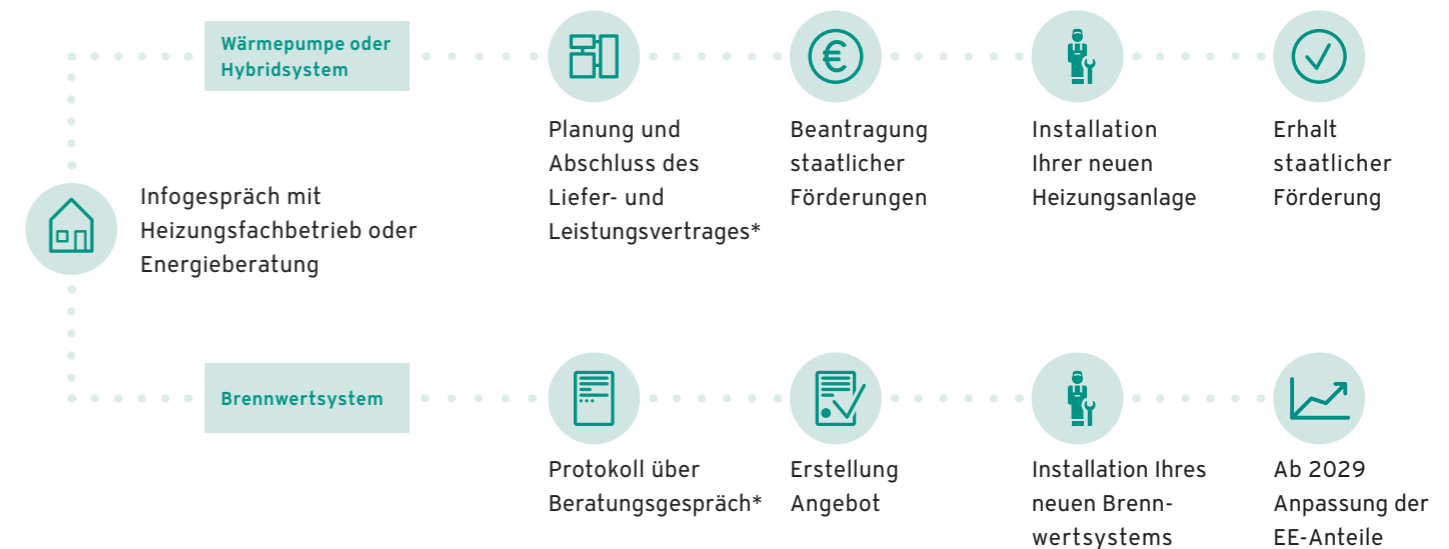 Wärmepumpe oder
Hybridsystem
Planung und
Abschluss des
Liefer- und
Leistungsvertrages*
€
Beantragung
staatlicher
Förderungen
Installation
Ihrer neuen
Heizungsanlage
Erhalt
staatlicher
Förderung
Infogespräch mit
Heizungsfachbetrieb oder
Energieberatung
Brennwertsystem
Protokoll über
Beratungsgespräch*
Erstellung
Angebot
Installation Ihres
neuen Brenn-
wertsystems
Ab 2029
Anpassung der
EE-Anteile